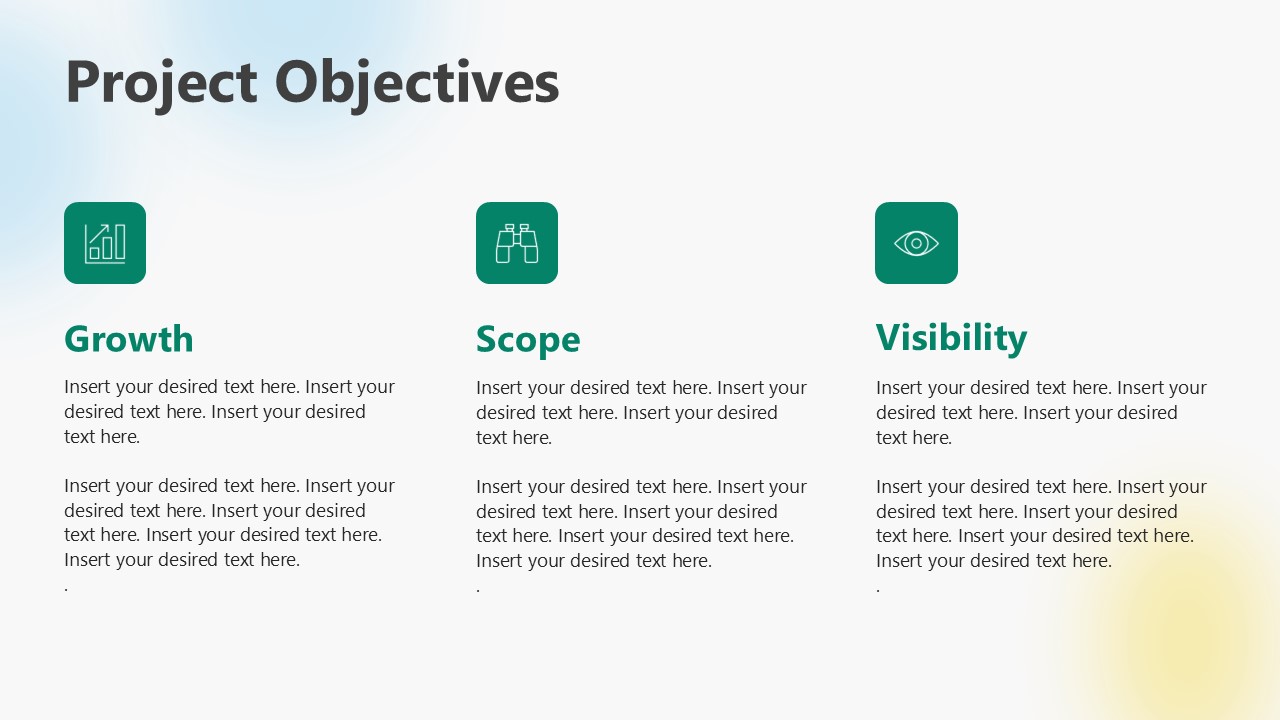 Project Objectives
Growth
Insert your desired text here. Insert your
desired text here. Insert your desired
text here.
Insert your desired text here. Insert your
desired text here. Insert your desired
text here. Insert your desired text here.
Insert your desired text here.
.
Scope
Insert your desired text here. Insert your
desired text here. Insert your desired
text here.
Insert your desired text here. Insert your
desired text here. Insert your desired
text here. Insert your desired text here.
Insert your desired text here.
.
Visibility
Insert your desired text here. Insert your
desired text here. Insert your desired
text here.
Insert your desired text here. Insert your
desired text here. Insert your desired
text here. Insert your desired text here.
Insert your desired text here.
.